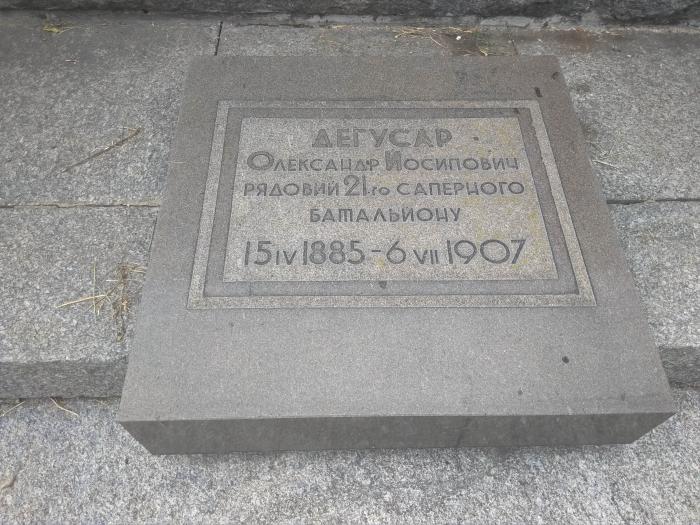 ДЕГУСАР
ОЛЕКСАНДР ЙОСИПОВИЧ
РЯДОВИЙ 21го САПЕРНОГО
БАТАЛЬЙОНУ
15 IV 1885 – 6 VII 1907